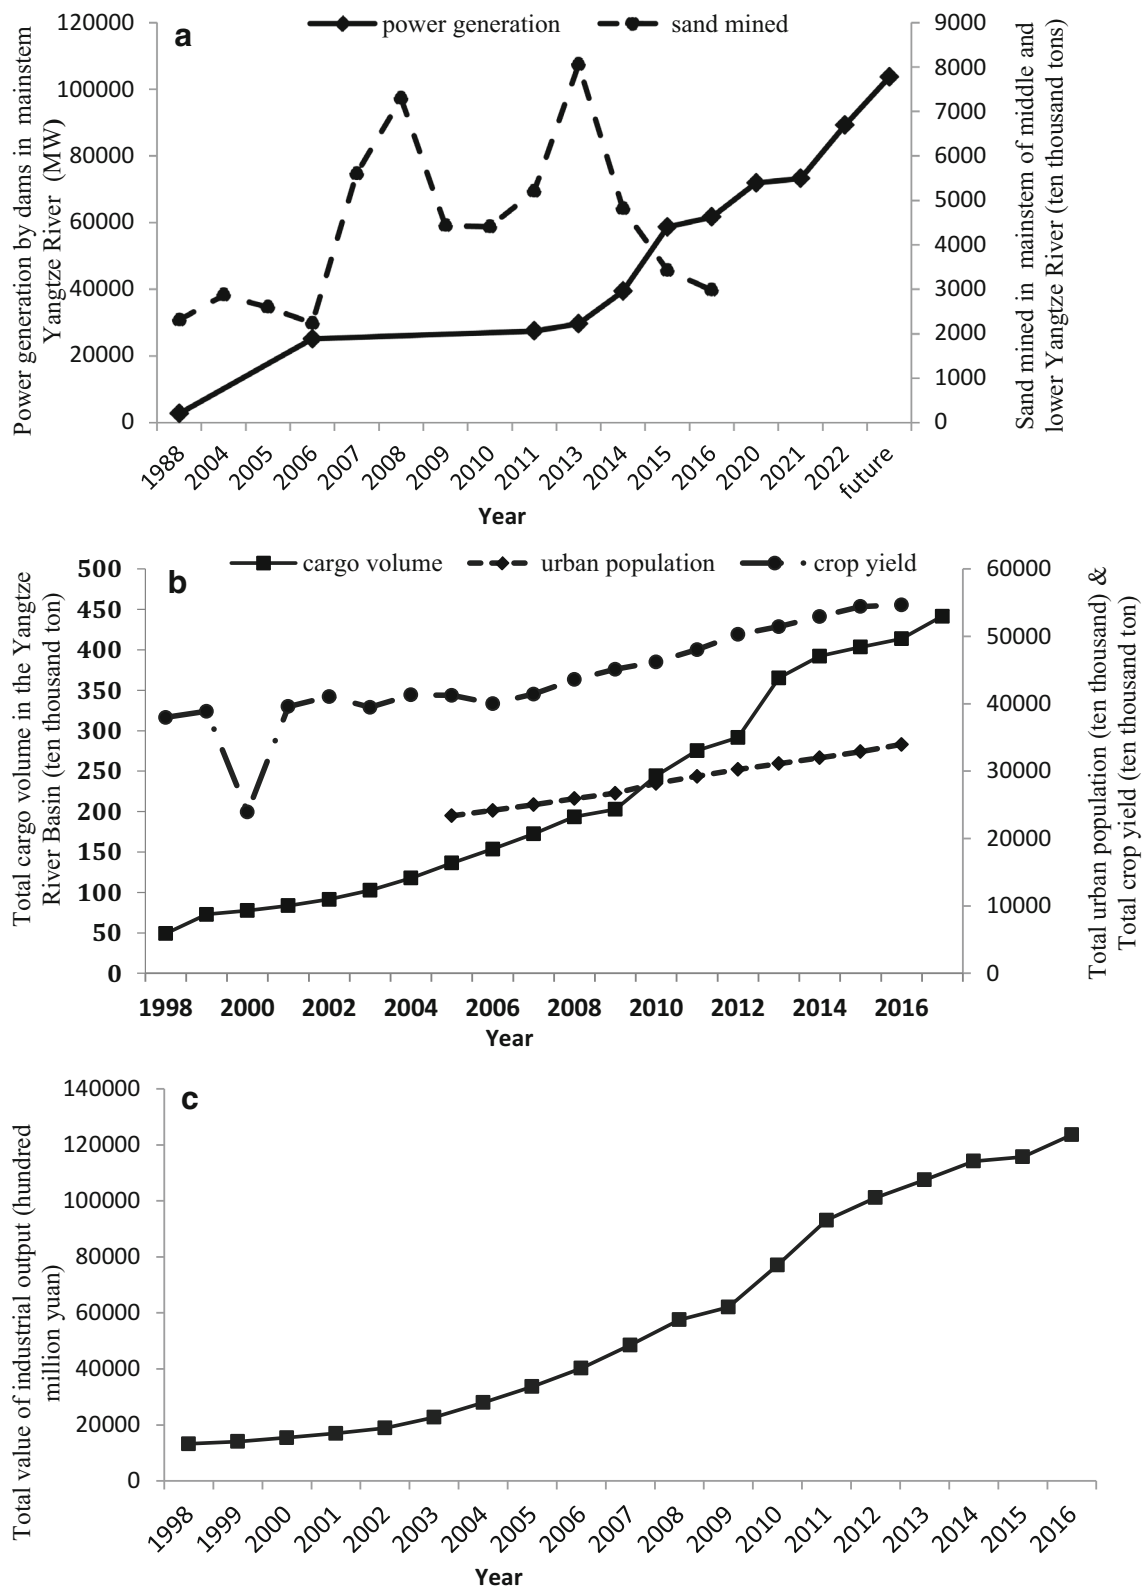 a
power generation
sand mined
Power generation by dams in mainstem
Yangtze River (MW)
120000
100000
80000
60000
40000
20000
0
9000
8000
7000
6000
5000
4000
3000
2000
1000
0
Sand mined in mainstem of middle and
lower Yangtze River (ten thousand tons)
1988 2004 2005 2006 2007 2008 2009 2010 2011 2013 2014 2015 2016 2020 2021 2022 future
Year
b
cargo volume
urban population
crop yield
Total cargo volume in the Yangtze
River Basin (ten thousand ton)
500
450
400
350
300
250
200
150
100
50
0
60000
50000
40000
30000
20000
10000
0
Total urban population (ten thousand) &
Total crop yield (ten thousand ton)
1998 2000 2002 2004 2006 2008 2010 2012 2014 2016
Year
c
Total value of industrial output (hundred
million yuan)
140000
120000
100000
80000
60000
40000
20000
0
1998 1999 2000 2001 2002 2003 2004 2005 2006 2007 2008 2009 2010 2011 2012 2013 2014 2015 2016
Year